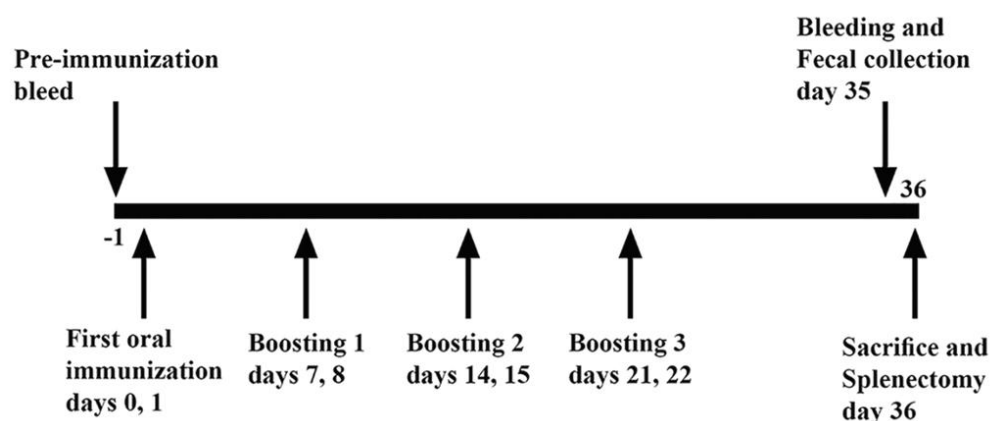 Pre-immunization
bleed
Bleeding and
Fecal collection
day 35
36
-1
First oral
immunization
days 0, 1
Boosting 1
days 7, 8
Boosting 2
days 14, 15
Boosting 3
days 21, 22
Sacrifice and
Splenectomy
day 36